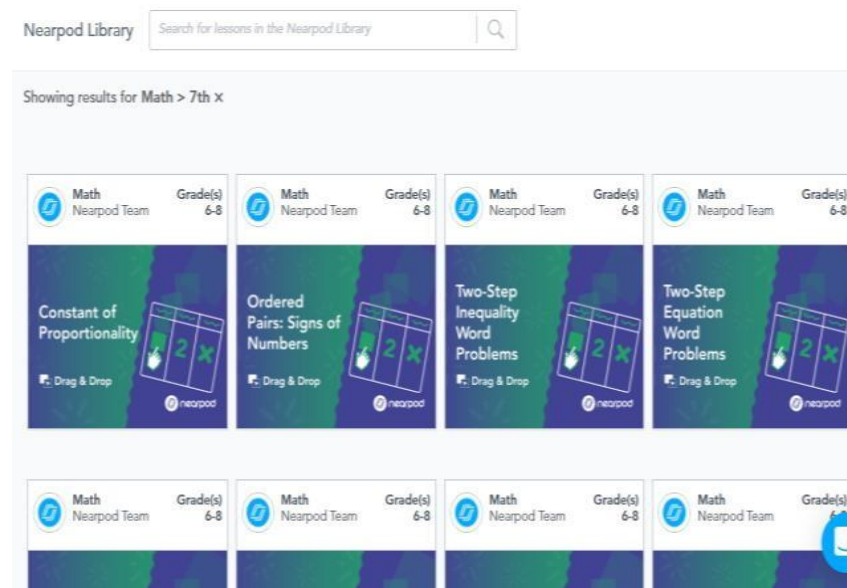 Nearpod Library
Search for lessons in the Nearpod Library
Showing results for Math > 7th ×
Math
Nearpod Team
Grade(s)
6-8
Math
Nearpod Team
Grade(s)
6-8
Math
Nearpod Team
Grade(s)
6-8
Math
Nearpod Team
Grade(s)
6-8
Constant of
Proportionality
Drag & Drop
2 ×
nearpod
Ordered
Pairs: Signs of
Numbers
Drag & Drop
2 ×
nearpod
Two-Step
Inequality
Word
Problems
Drag & Drop
2 ×
nearpod
Two-Step
Equation
Word
Problems
Drag & Drop
2 ×
nearpod
Math
Nearpod Team
Grade(s)
6-8
Math
Nearpod Team
Grade(s)
6-8
Math
Nearpod Team
Grade(s)
6-8
Math
Nearpod Team
Grade(s)